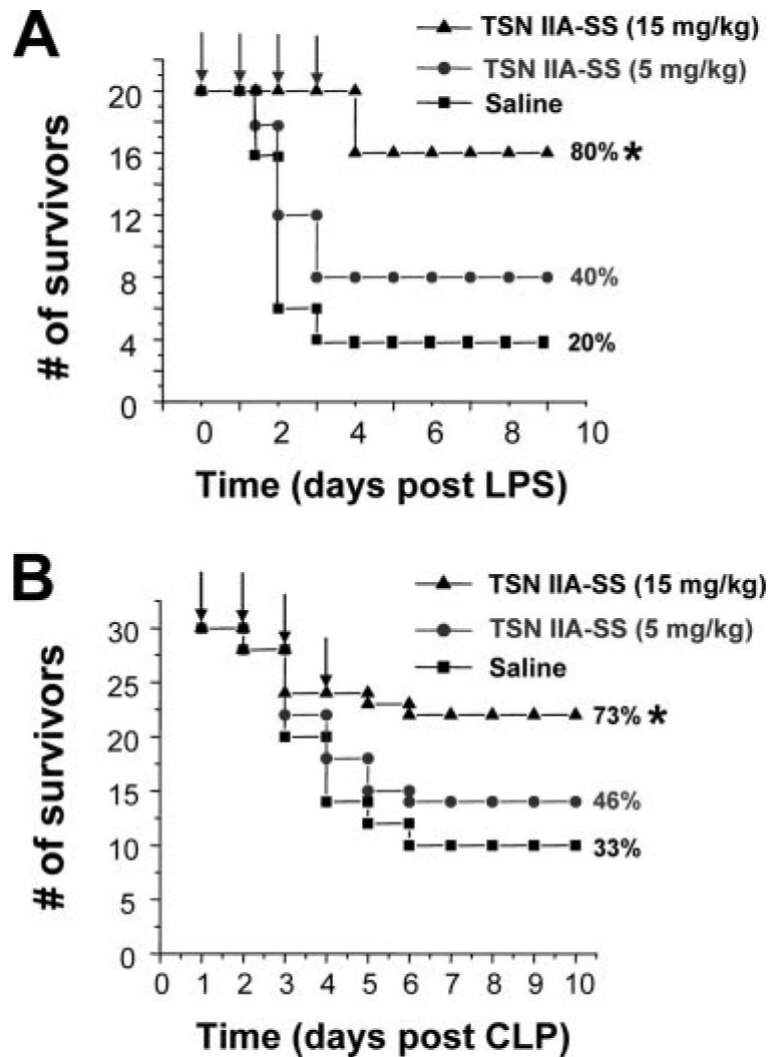 A
TSN IIA-SS (15 mg/kg)
TSN IIA-SS (5 mg/kg)
Saline
20
16
12
8
4
0
80% *
40%
20%
# of survivors
0 2 4 6 8 9 10
Time (days post LPS)
B
TSN IIA-SS (15 mg/kg)
TSN IIA-SS (5 mg/kg)
Saline
30
25
20
15
10
5
0
73% *
46%
33%
# of survivors
0 1 2 3 4 5 6 7 8 9 10
Time (days post CLP)